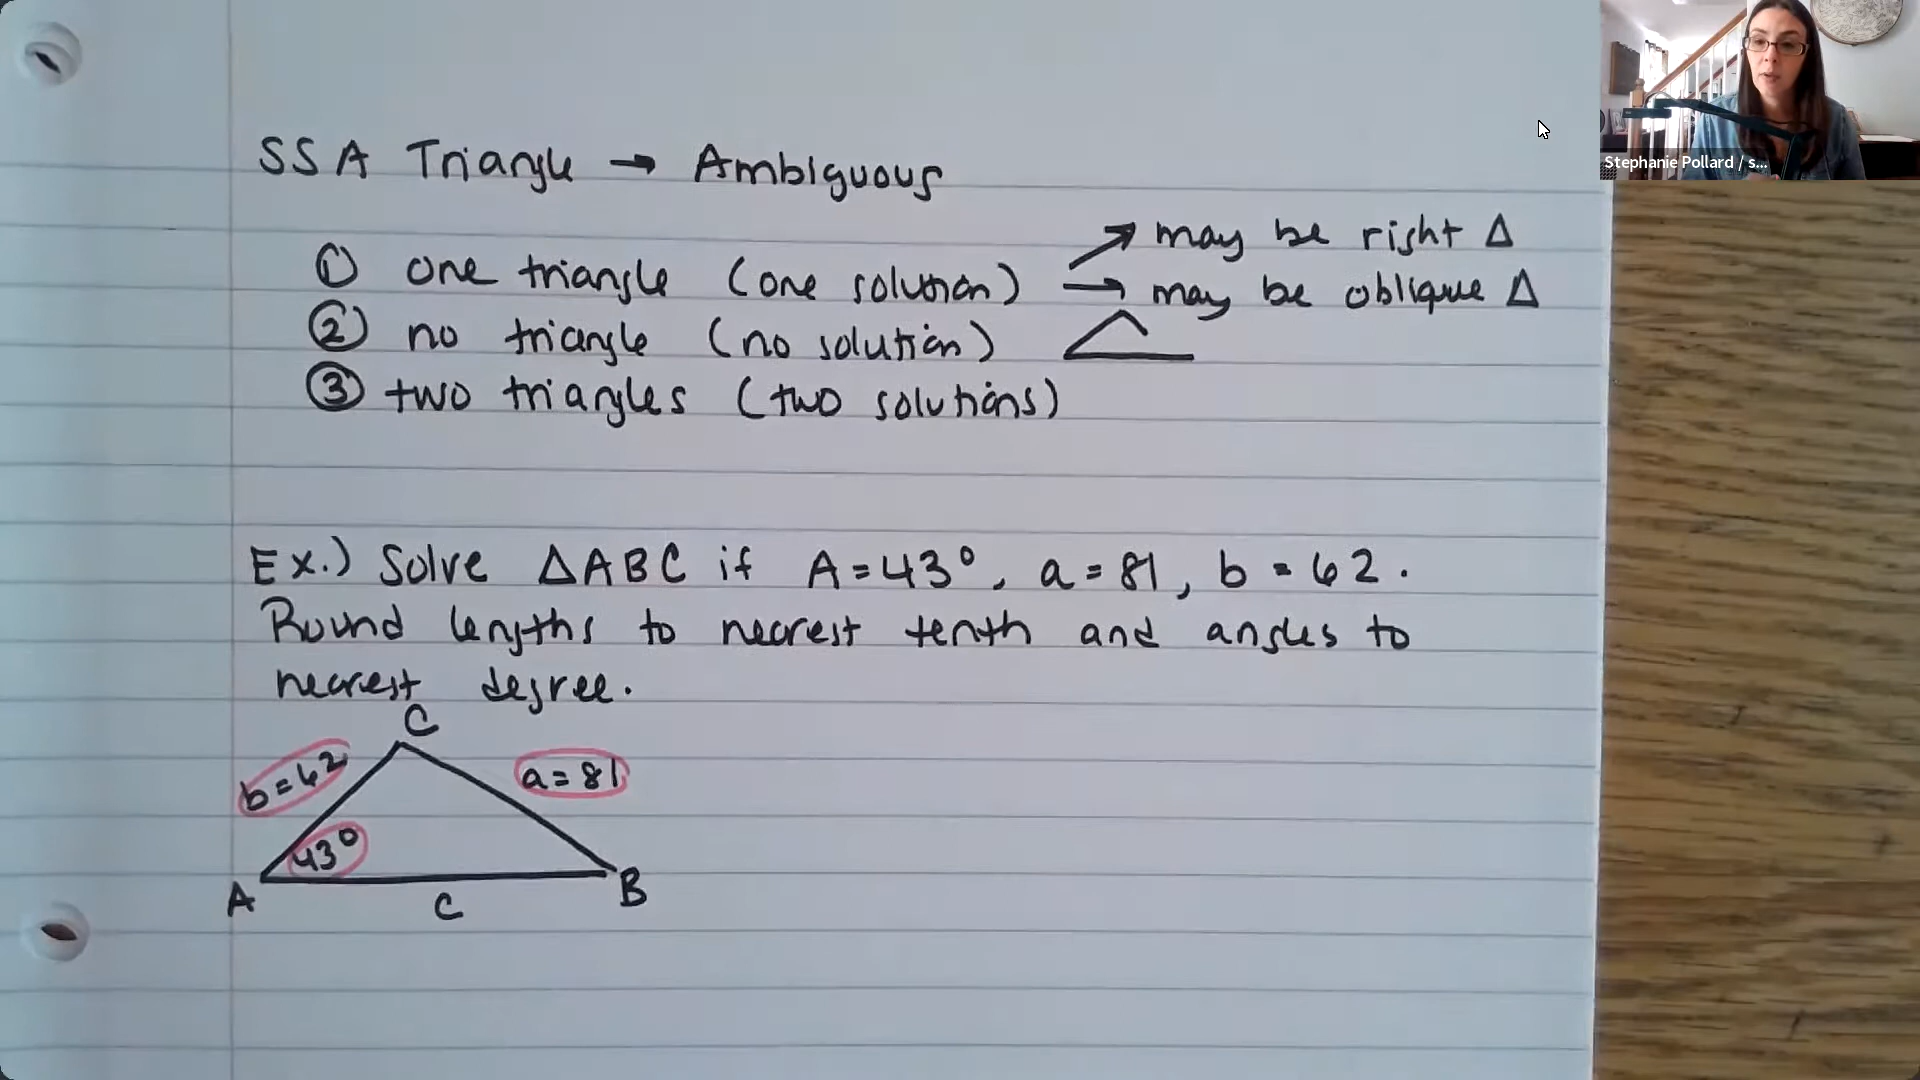 SSA Triangle → Ambiguous
① one triangle (one solution) → may be right Δ
→ may be oblique Δ
② no triangle (no solution)
③ two triangles (two solutions)
Ex.) Solve ΔABC if A=43°, a=81, b=62.
Round lengths to nearest tenth and angles to
nearest degree.
C
b=62
a=81
43°
A
c
B
Stephanie Pollard / s...